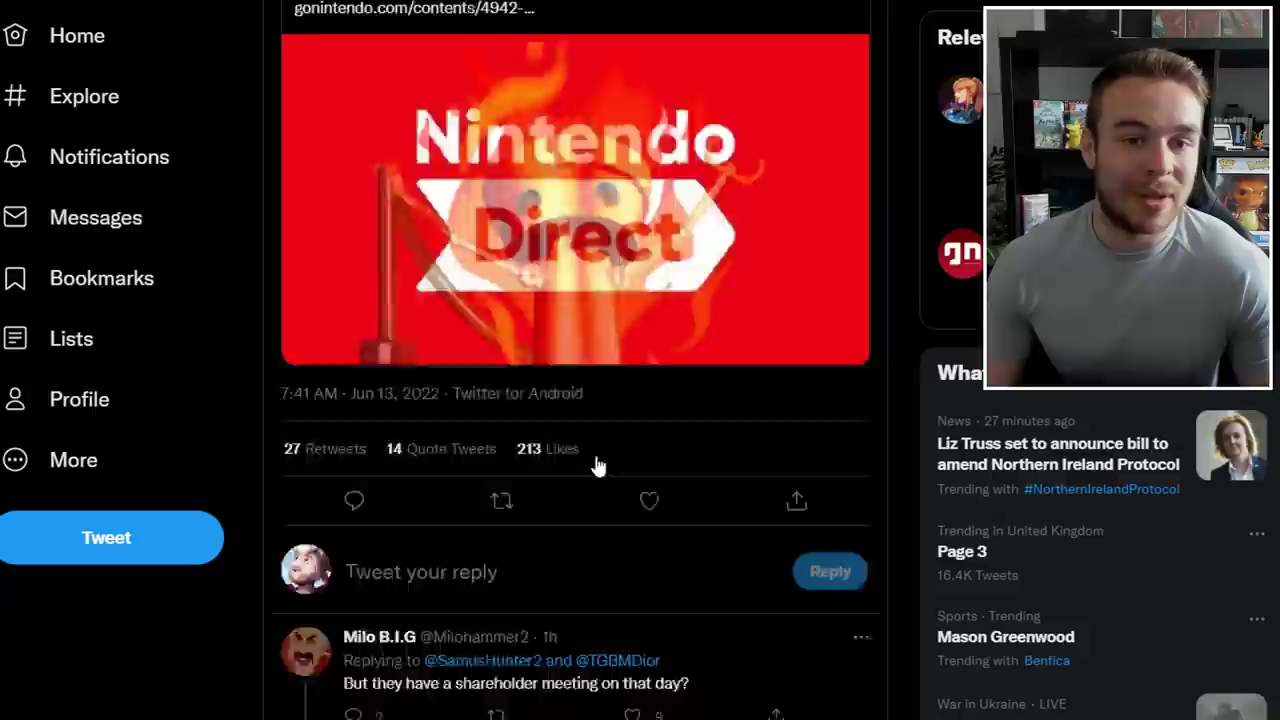 Home
Explore
Notifications
Messages
Bookmarks
Lists
Profile
More
Tweet
gonintendo.com/contents/4942-...
Nintendo
Direct
7:41 AM · Jun 13, 2022 · Twitter for Android
27 Retweets 14 Quote Tweets 213 Likes
Tweet your reply
Reply
Milo B.I.G @Milohammer2 · 1h
Replying to @SamusHunter2 and @TGBMDior
But they have a shareholder meeting on that day?
2 9
Rele
gn
What
News · 27 minutes ago
Liz Truss set to announce bill to
amend Northern Ireland Protocol
Trending with #NorthernIrelandProtocol
Trending in United Kingdom
Page 3
16.4K Tweets
Sports · Trending
Mason Greenwood
Trending with Benfica
War in Ukraine · LIVE